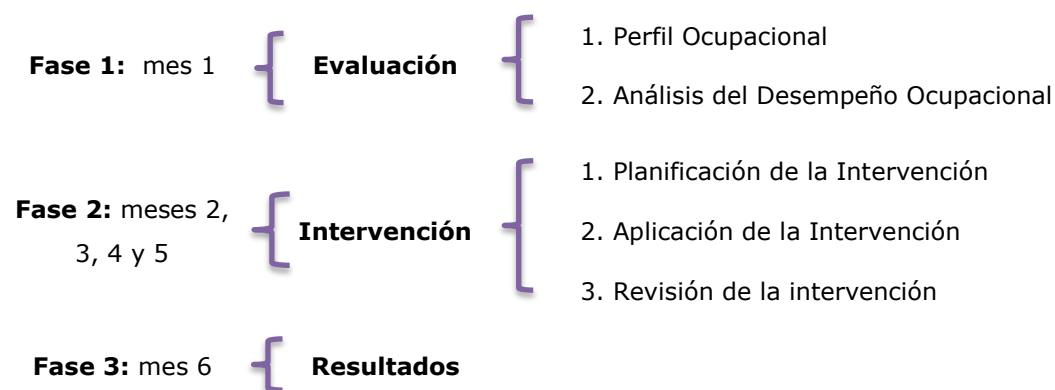 Fase 1: mes 1
Evaluación
1. Perfil Ocupacional
2. Análisis del Desempeño Ocupacional
Fase 2: meses 2,
3, 4 y 5
Intervención
1. Planificación de la Intervención
2. Aplicación de la Intervención
3. Revisión de la intervención
Fase 3: mes 6
Resultados